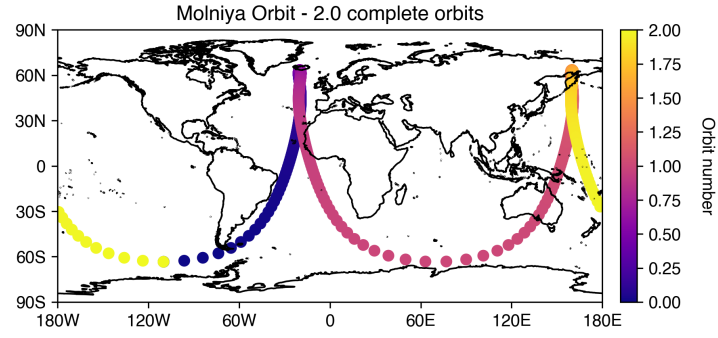 Molniya Orbit - 2.0 complete orbits
90N
60N
30N
0
30S
60S
90S
180W
120W
60W
0
60E
120E
180E
2.00
1.75
1.50
1.25
1.00
0.75
0.50
0.25
0.00
Orbit number